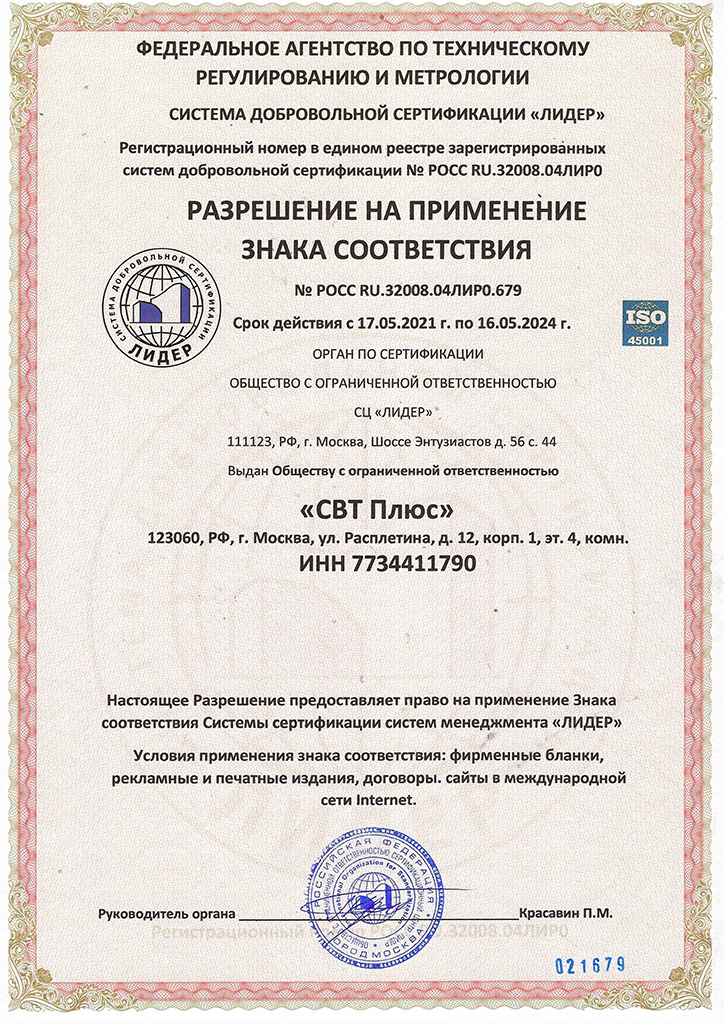 ФЕДЕРАЛЬНОЕ АГЕНТСТВО ПО ТЕХНИЧЕСКОМУ
РЕГУЛИРОВАНИЮ И МЕТРОЛОГИИ
СИСТЕМА ДОБРОВОЛЬНОЙ СЕРТИФИКАЦИИ «ЛИДЕР»
Регистрационный номер в едином реестре зарегистрированных
систем добровольной сертификации № РОСС RU.32008.04ЛИР0
РАЗРЕШЕНИЕ НА ПРИМЕНЕНИЕ
ЗНАКА СООТВЕТСТВИЯ
СИСТЕМА ДОБРОВОЛЬНОЙ СЕРТИФИКАЦИИ
ЛИДЕР
№ РОСС RU.32008.04ЛИР0.679
ISO
45001
Срок действия с 17.05.2021 г. по 16.05.2024 г.
ОРГАН ПО СЕРТИФИКАЦИИ
ОБЩЕСТВО С ОГРАНИЧЕННОЙ ОТВЕТСТВЕННОСТЬЮ
СЦ «ЛИДЕР»
111123, РФ, г. Москва, Шоссе Энтузиастов д. 56 с. 44
Выдан Обществу с ограниченной ответственностью
«СВТ Плюс»
123060, РФ, г. Москва, ул. Расплетина, д. 12, корп. 1, эт. 4, комн.
ИНН 7734411790
Настоящее Разрешение предоставляет право на применение Знака
соответствия Системы сертификации систем менеджмента «ЛИДЕР»
Условия применения знака соответствия: фирменные бланки,
рекламные и печатные издания, договоры. сайты в международной
сети Internet.
РОССИЙСКАЯ ФЕДЕРАЦИЯ
ГОРОД МОСКВА
Руководитель органа Красавин П.М.
Регистрационный номер РОСС RU.32008.04ЛИР0
021679